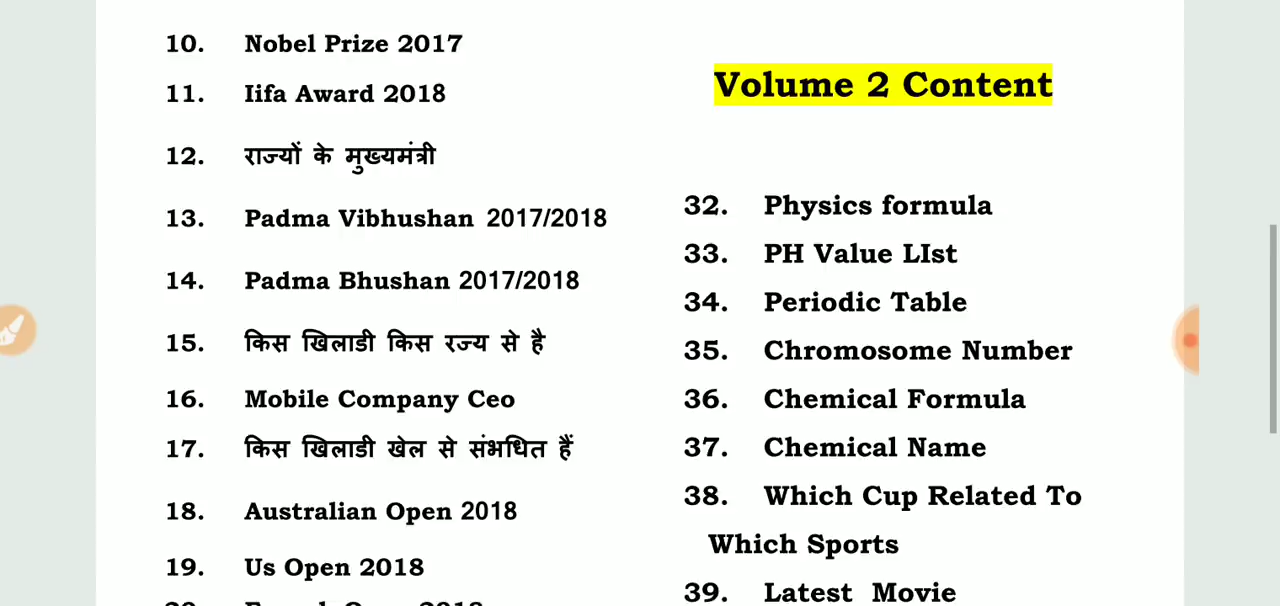 10. Nobel Prize 2017
11. Iifa Award 2018
12. राज्यों के मुख्यमंत्री
13. Padma Vibhushan 2017/2018
14. Padma Bhushan 2017/2018
15. किस खिलाडी किस रज्य से है
16. Mobile Company Ceo
17. किस खिलाडी खेल से संभधित हैं
18. Australian Open 2018
19. Us Open 2018
Volume 2 Content
32. Physics formula
33. PH Value LIst
34. Periodic Table
35. Chromosome Number
36. Chemical Formula
37. Chemical Name
38. Which Cup Related To
Which Sports
39. Latest Movie